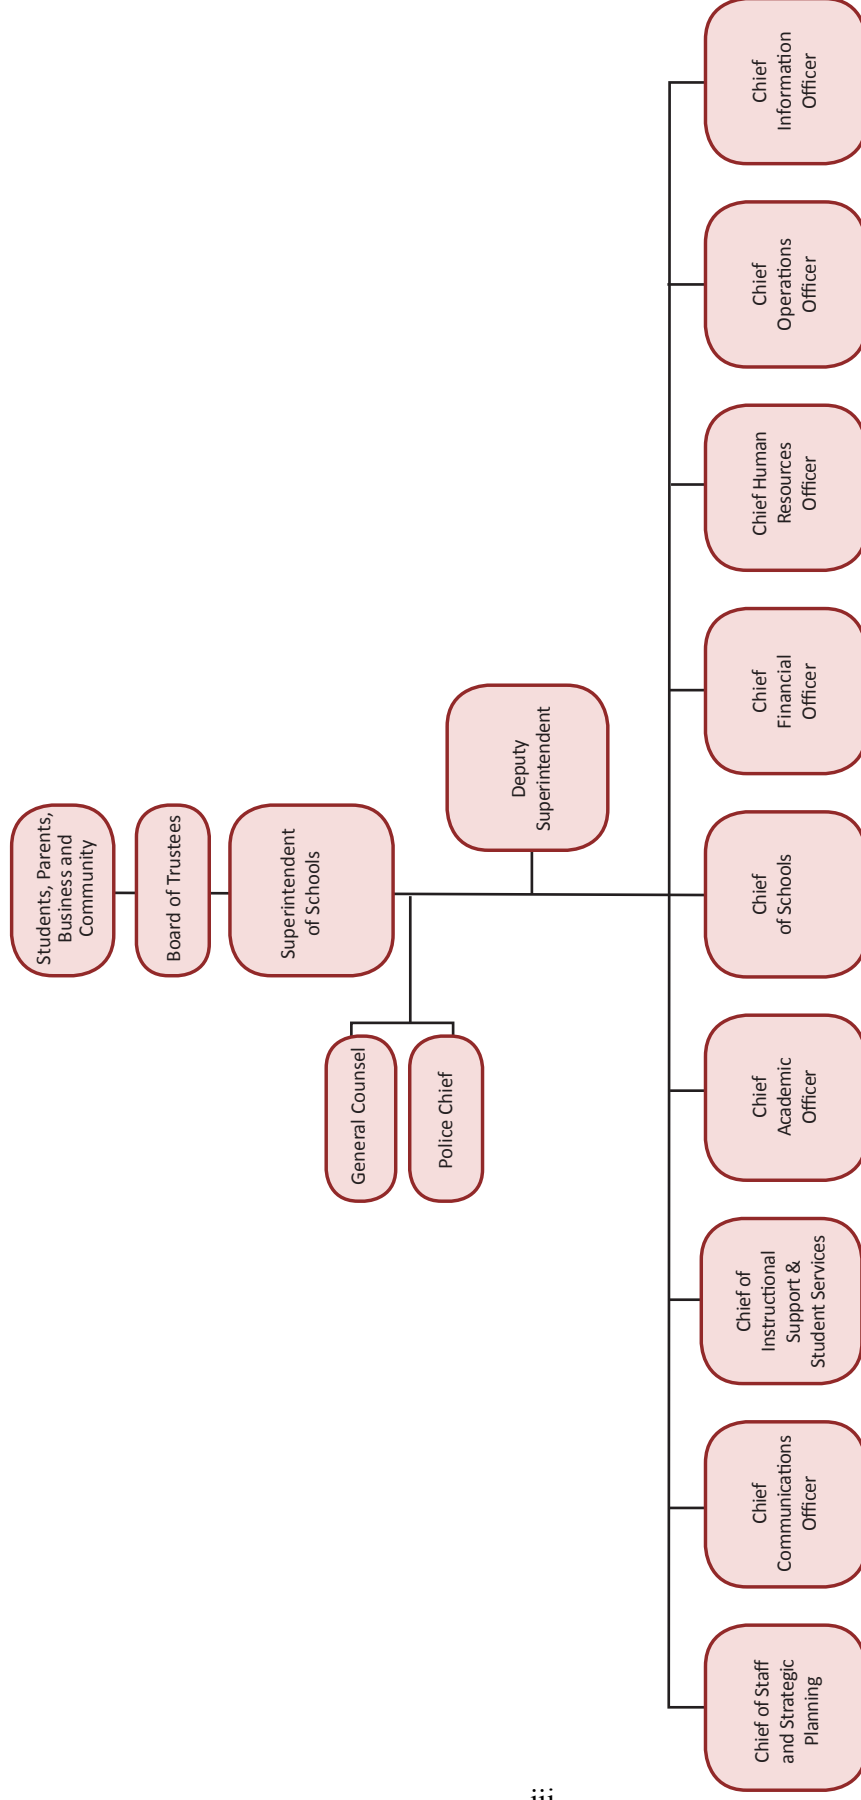 Students, Parents,
Business and
Community
Board of Trustees
Superintendent
of Schools
General Counsel
Police Chief
Deputy
Superintendent
Chief of Staff
and Strategic
Planning
Chief
Communications
Officer
Chief of
Instructional
Support &
Student Services
Chief
Academic
Officer
Chief
of Schools
Chief
Financial
Officer
Chief Human
Resources
Officer
Chief
Operations
Officer
Chief
Information
Officer
iii